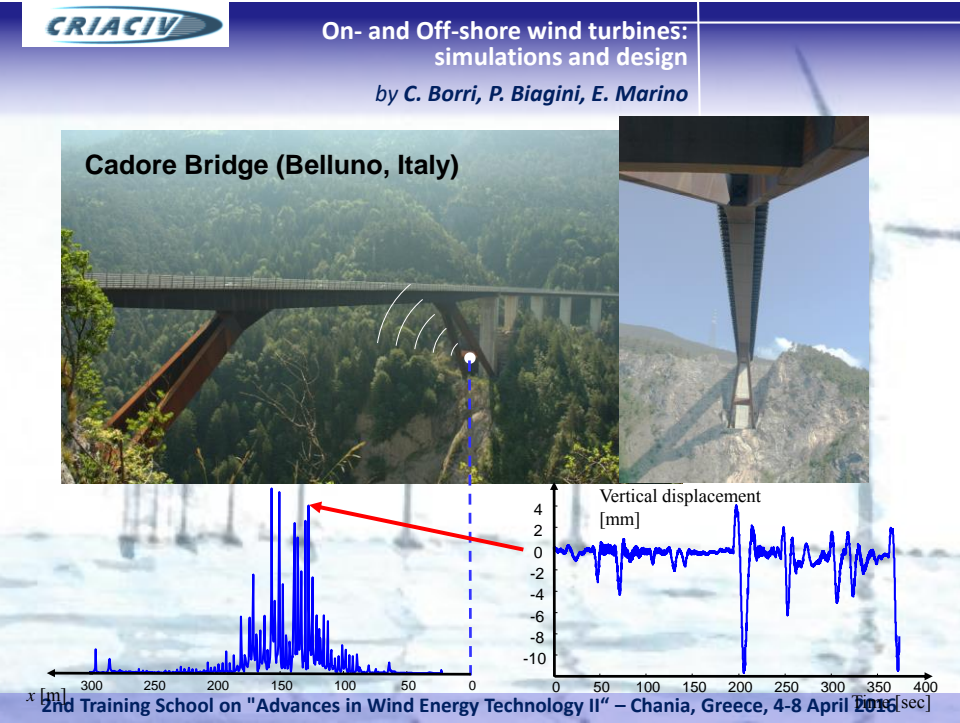 CRIACIV
On- and Off-shore wind turbines:
simulations and design
by C. Borri, P. Biagini, E. Marino
Cadore Bridge (Belluno, Italy)
Vertical displacement
[mm]
4
2
0
-2
-4
-6
-8
-10
300 250 200 150 100 50 0
x [m]
0 50 100 150 200 250 300 350 400
Time [sec]
2nd Training School on "Advances in Wind Energy Technology II“ – Chania, Greece, 4-8 April 2016